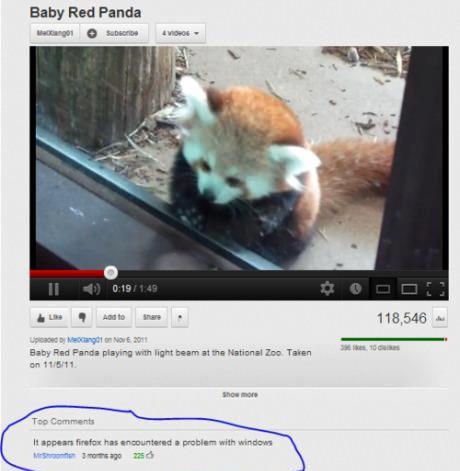 Baby Red Panda
MeiXiang01 Subscribe 4 videos
0:19 / 1:49
Like Add to Share 118,546
Uploaded by MeiXiang01 on Nov 6, 2011
396 likes, 10 dislikes
Baby Red Panda playing with light beam at the National Zoo. Taken
on 11/5/11.
Show more
Top Comments
It appears firefox has encountered a problem with windows
MrShroomfish 3 months ago 225